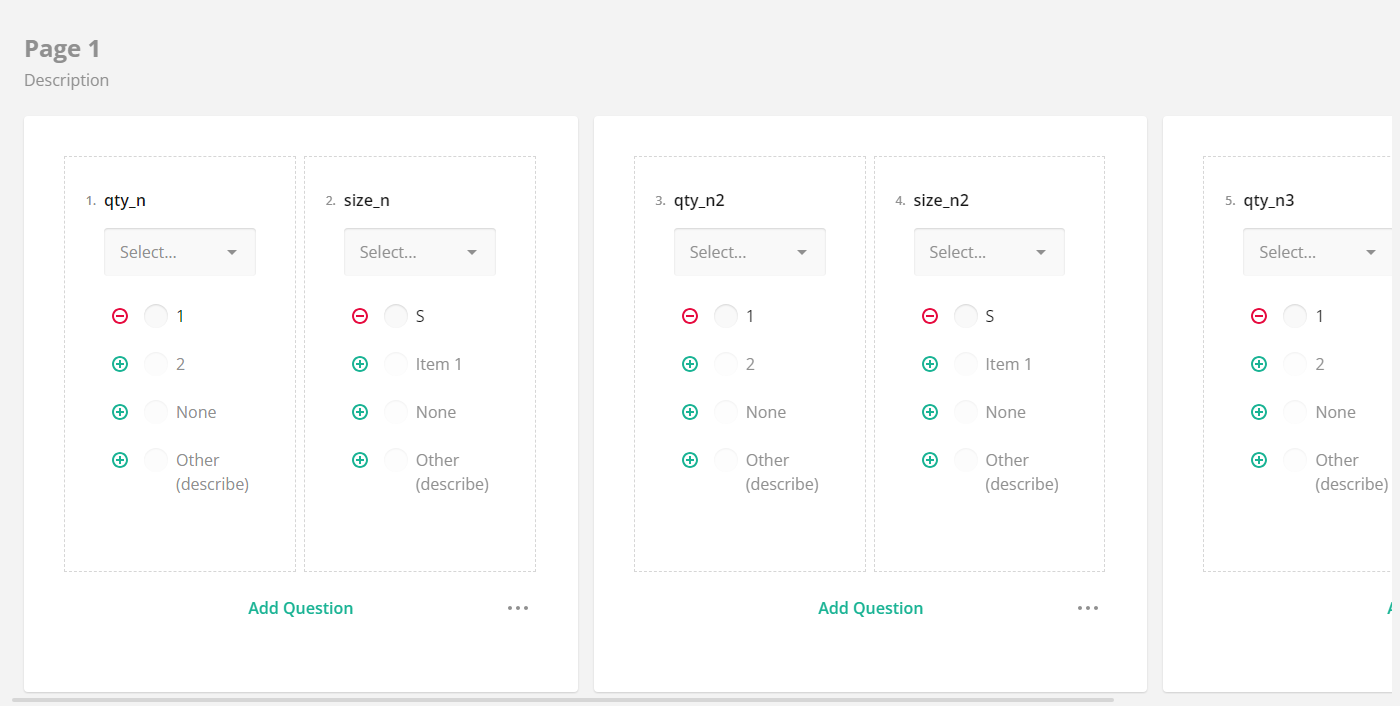 Page 1
Description
1. qty_n
Select...
1
2
None
Other
(describe)
2. size_n
Select...
S
Item 1
None
Other
(describe)
Add Question
3. qty_n2
Select...
1
2
None
Other
(describe)
4. size_n2
Select...
S
Item 1
None
Other
(describe)
Add Question
5. qty_n3
Select...
1
2
None
Other
(describe)